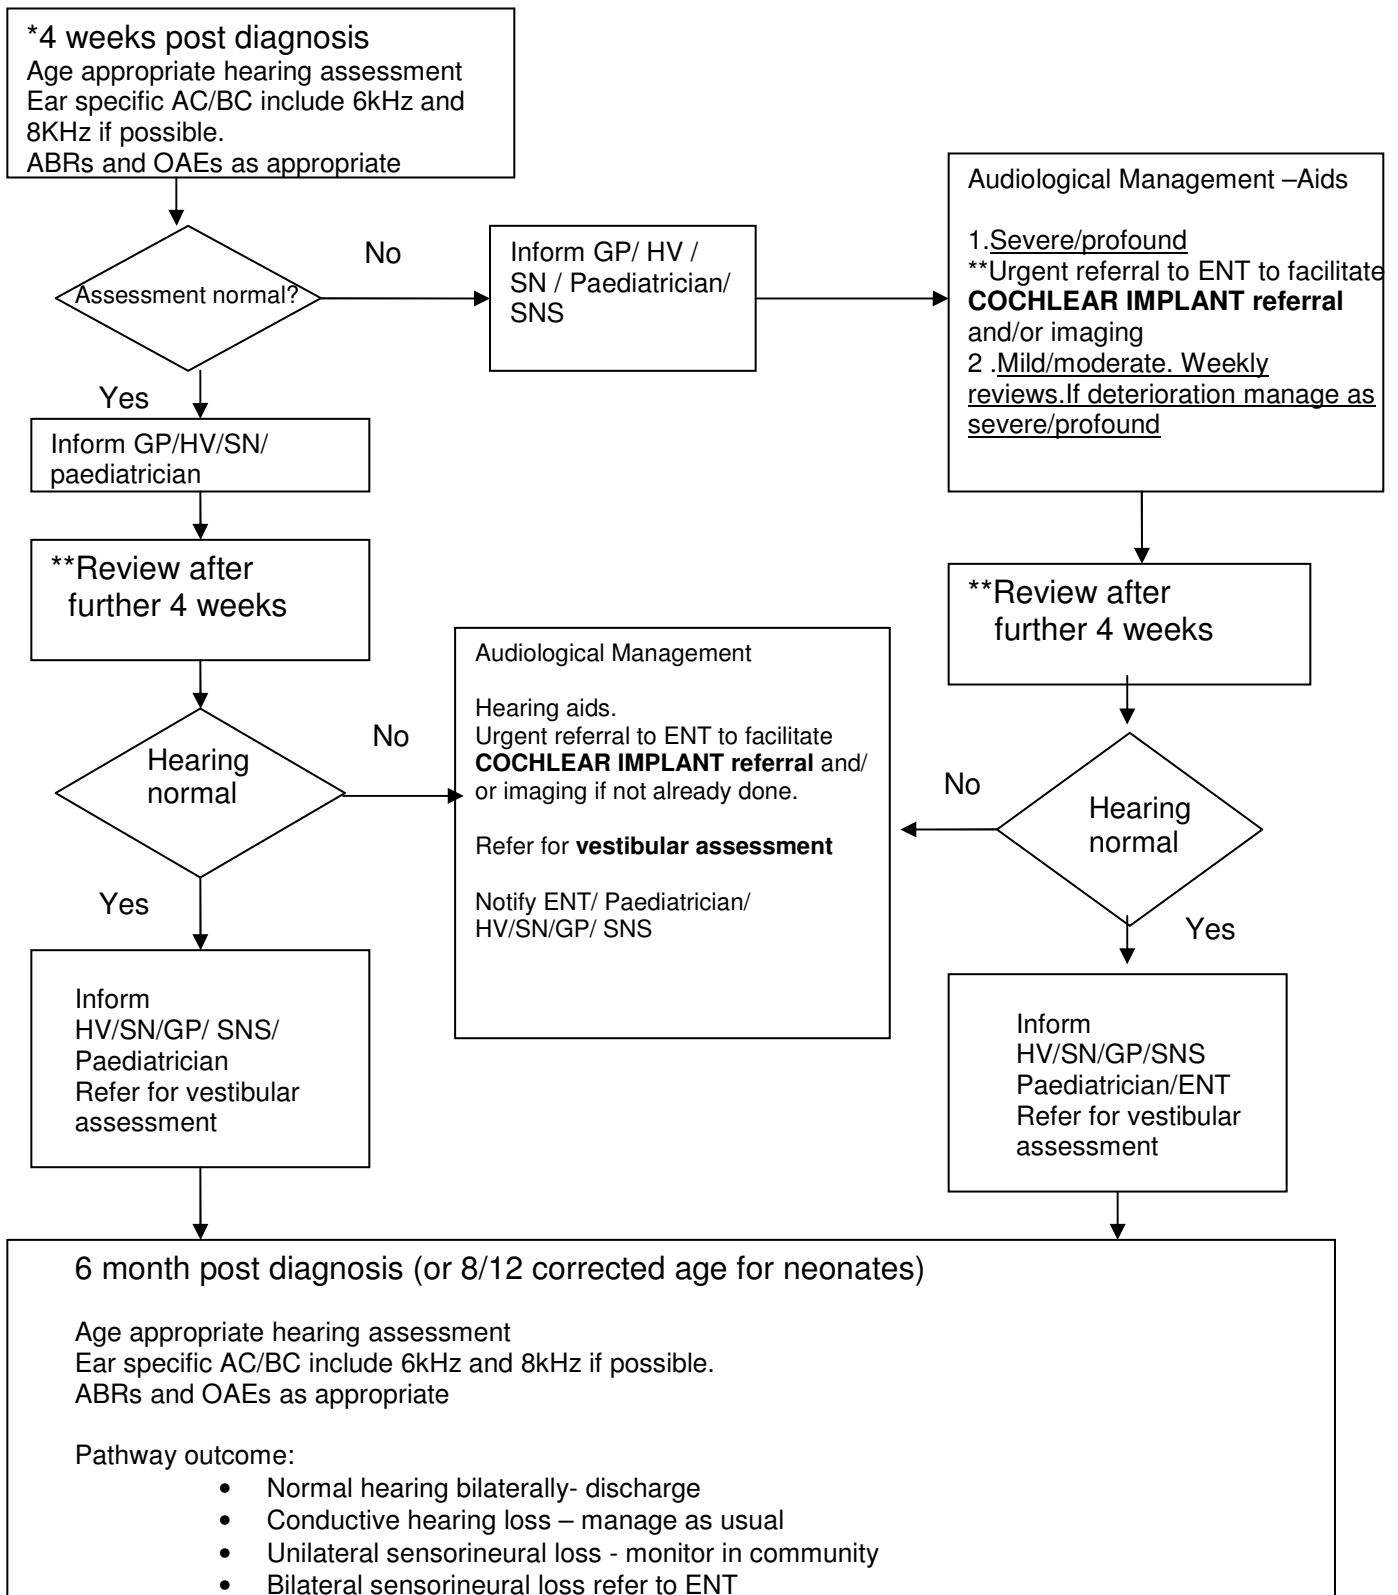 *4 weeks post diagnosis
Age appropriate hearing assessment
Ear specific AC/BC include 6kHz and
8KHz if possible.
ABRs and OAEs as appropriate
Assessment normal?
No
Inform GP/ HV /
SN / Paediatrician/
SNS
Audiological Management –Aids
1.Severe/profound
**Urgent referral to ENT to facilitate
COCHLEAR IMPLANT referral
and/or imaging
2 .Mild/moderate. Weekly
reviews.If deterioration manage as
severe/profound
Yes
Inform GP/HV/SN/
paediatrician
**Review after
further 4 weeks
**Review after
further 4 weeks
Hearing
normal
No
Audiological Management
Hearing aids.
Urgent referral to ENT to facilitate
COCHLEAR IMPLANT referral and/
or imaging if not already done.
Refer for vestibular assessment
Notify ENT/ Paediatrician/
HV/SN/GP/ SNS
No
Hearing
normal
Yes
Yes
Inform
HV/SN/GP/ SNS/
Paediatrician
Refer for vestibular
assessment
Inform
HV/SN/GP/SNS
Paediatrician/ENT
Refer for vestibular
assessment
6 month post diagnosis (or 8/12 corrected age for neonates)
Age appropriate hearing assessment
Ear specific AC/BC include 6kHz and 8kHz if possible.
ABRs and OAEs as appropriate
Pathway outcome:
• Normal hearing bilaterally- discharge
• Conductive hearing loss – manage as usual
• Unilateral sensorineural loss - monitor in community
• Bilateral sensorineural loss refer to ENT